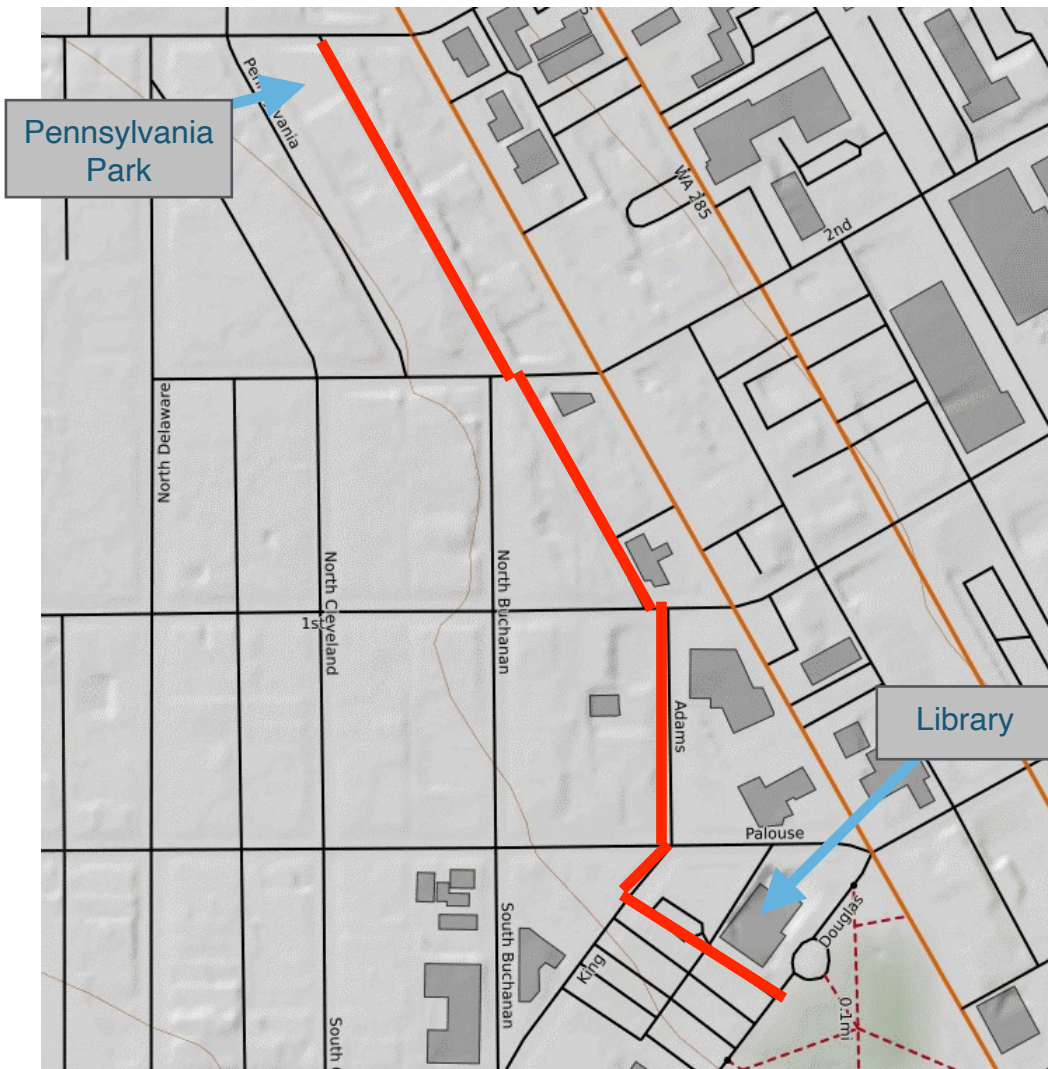 Pennsylvania
Pennsylvania
Park
WA 285
2nd
North Delaware
North Cleveland
North Buchanan
1st
Adams
Library
Palouse
Douglas
King
South Buchanan
0.1mi
South